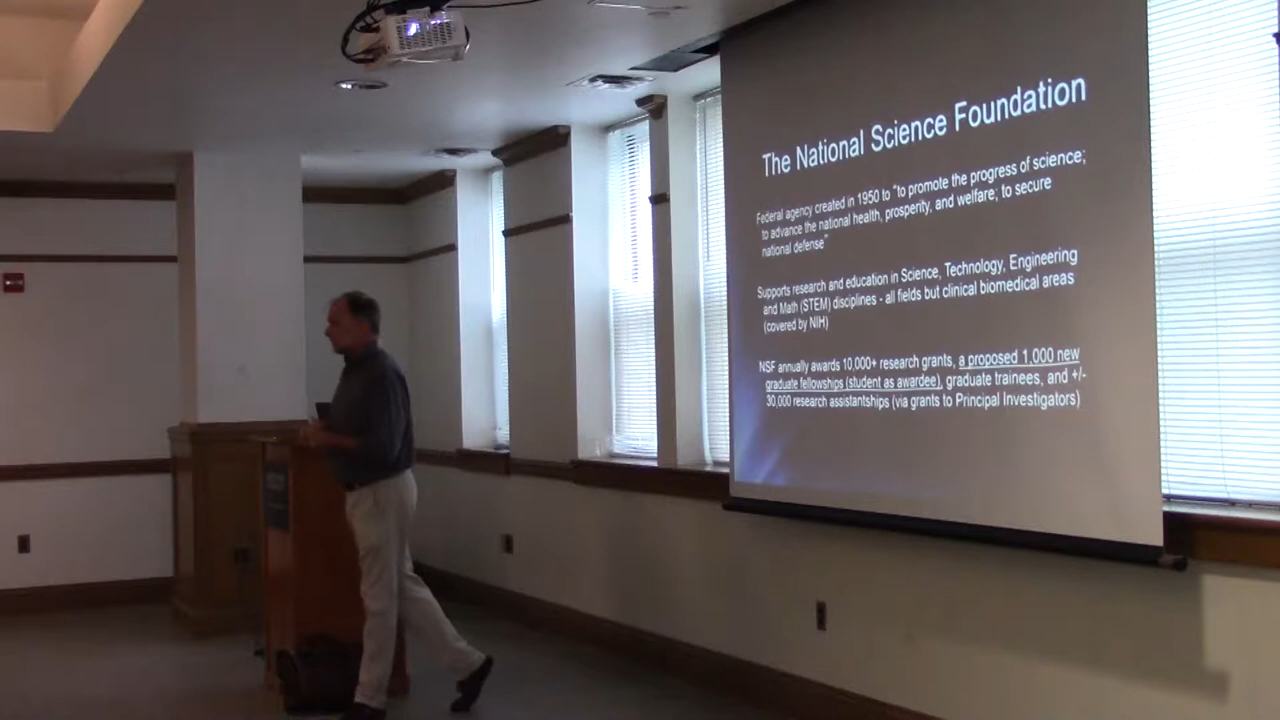 The National Science Foundation
Federal agency created in 1950 to "to promote the progress of science;
to advance the national health, prosperity, and welfare; to secure
national defense"
Supports research and education in Science, Technology, Engineering
and Math (STEM) disciplines - all fields but clinical biomedical areas
(covered by NIH)
NSF annually awards 10,000+ research grants, a proposed 1,000 new
graduate fellowships (student as awardee), graduate trainees, and +/-
30,000 research assistantships (via grants to Principal Investigators)